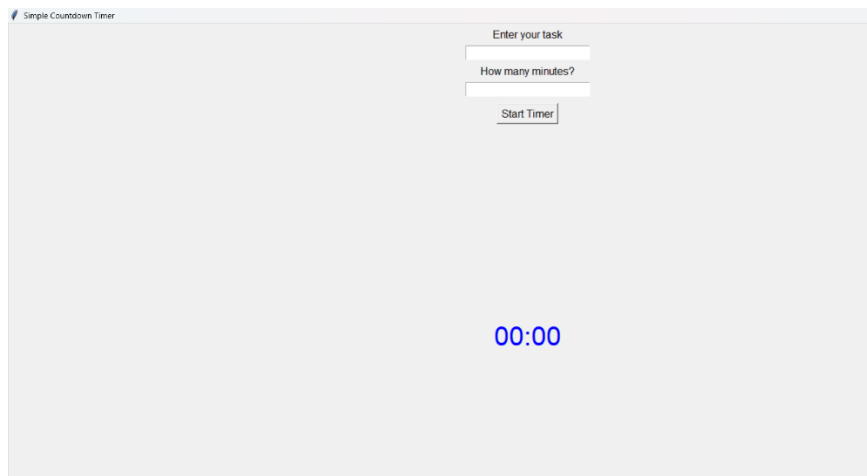 Simple Countdown Timer
Enter your task
How many minutes?
Start Timer
00:00